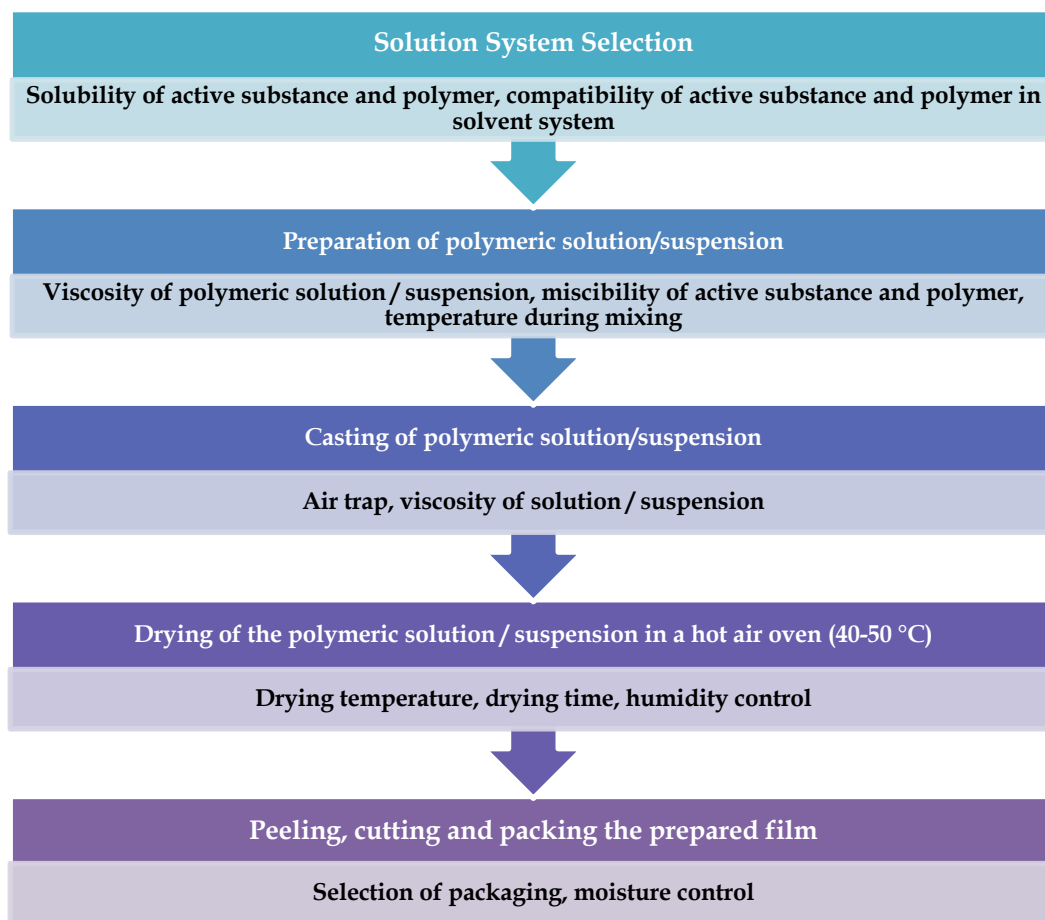 Solution System Selection
Solubility of active substance and polymer, compatibility of active substance and polymer in
solvent system
Preparation of polymeric solution/suspension
Viscosity of polymeric solution / suspension, miscibility of active substance and polymer,
temperature during mixing
Casting of polymeric solution/suspension
Air trap, viscosity of solution / suspension
Drying of the polymeric solution / suspension in a hot air oven (40-50 °C)
Drying temperature, drying time, humidity control
Peeling, cutting and packing the prepared film
Selection of packaging, moisture control